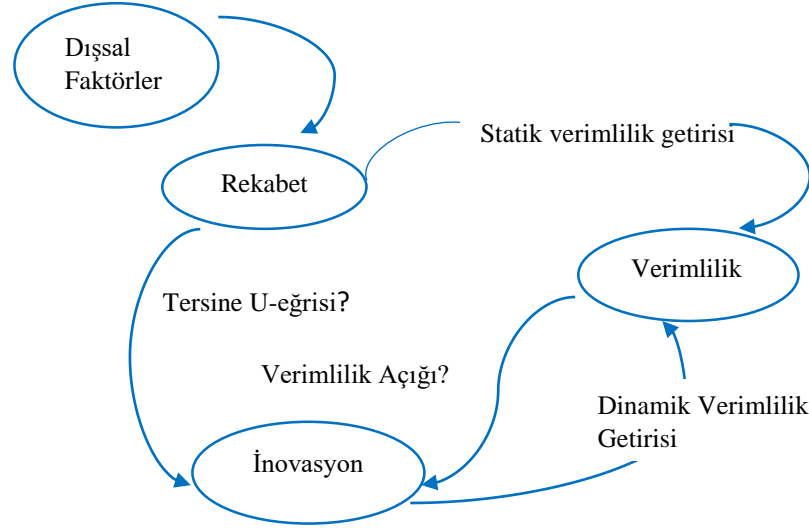 Dışsal
Faktörler
Statik verimlilik getirisi
Rekabet
Verimlilik
Tersine U-eğrisi?
Verimlilik Açığı?
Dinamik Verimlilik
Getirisi
İnovasyon